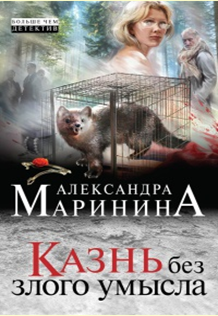 БОЛЬШЕ ЧЕМ
ДЕТЕКТИВ
АЛЕКСАНДРА
МАРИНИНА
КАЗНЬ без
злого умысла